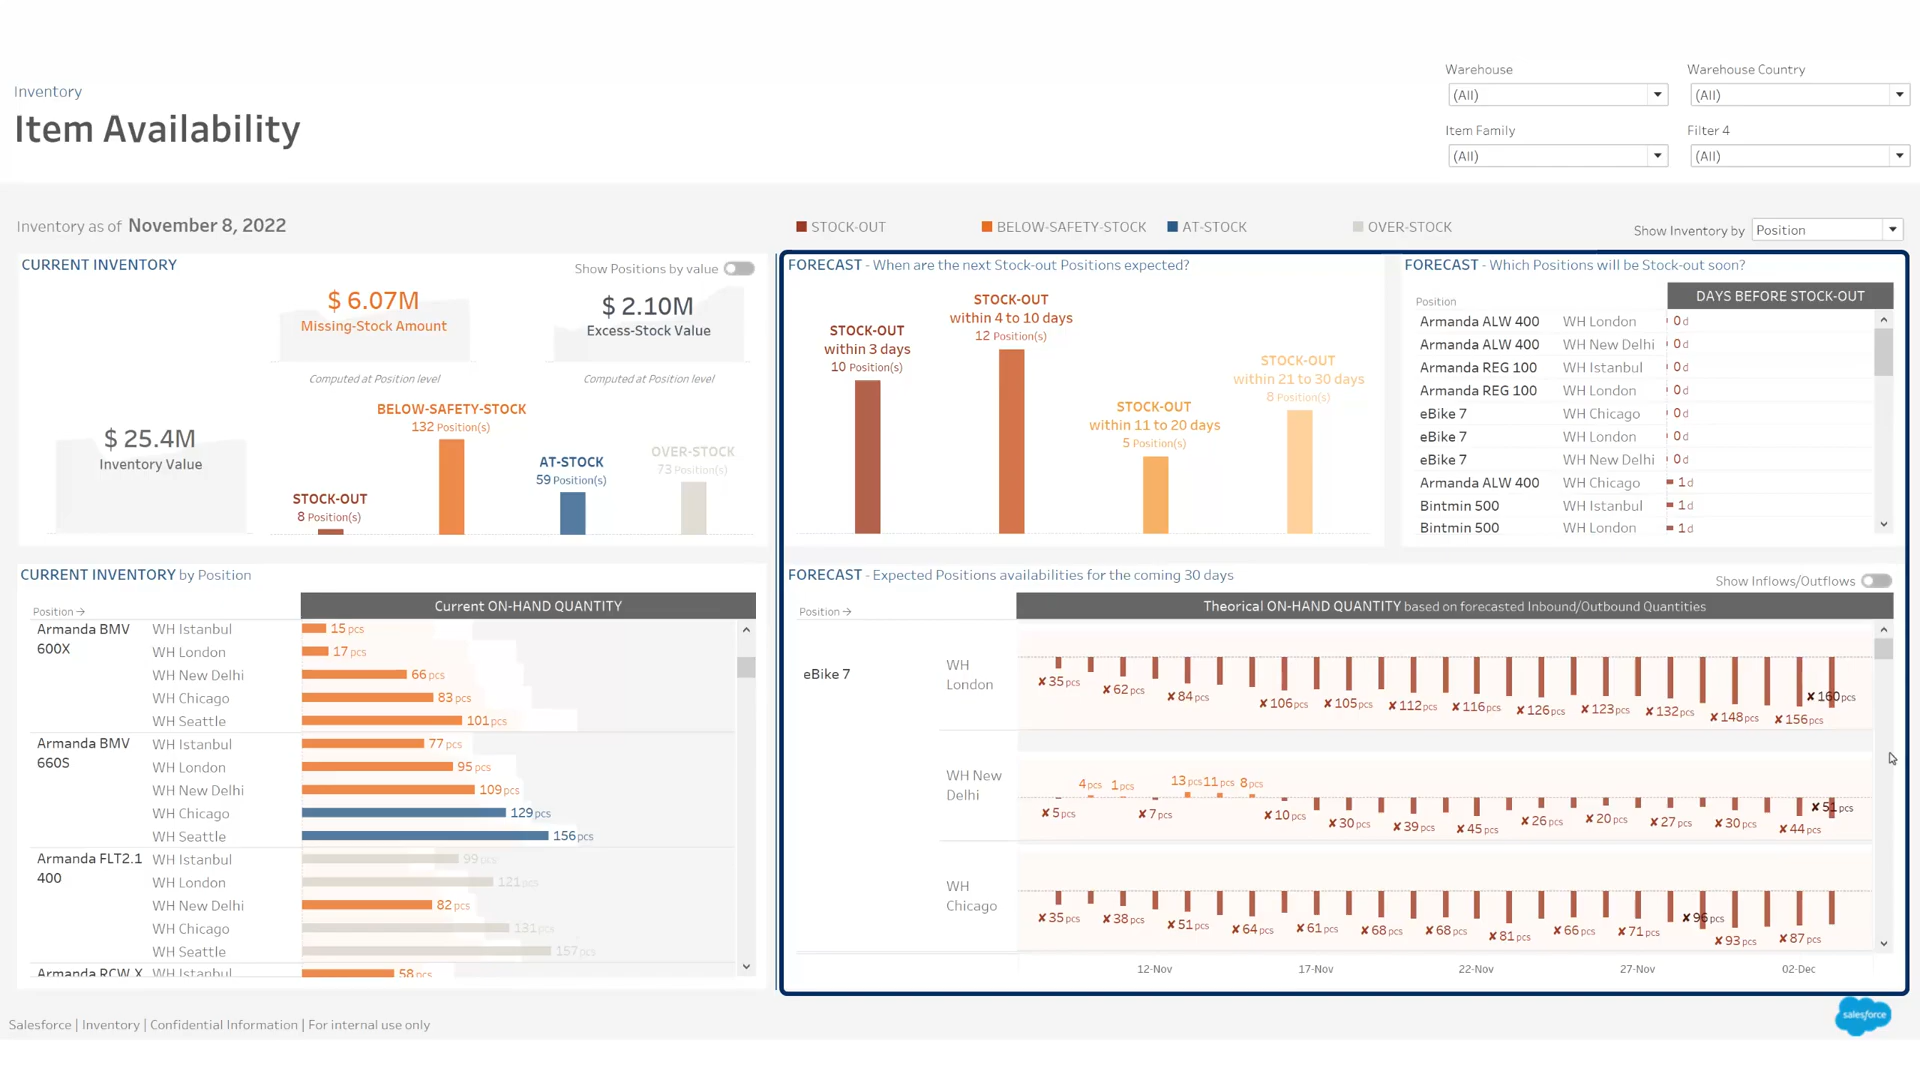 Inventory
Item Availability
Warehouse
(All)
Warehouse Country
(All)
Item Family
(All)
Filter 4
(All)
Inventory as of November 8, 2022
STOCK-OUT
BELOW-SAFETY-STOCK
AT-STOCK
OVER-STOCK
Show Inventory by
Position
CURRENT INVENTORY
Show Positions by value
$ 6.07M
Missing-Stock Amount
Computed at Position level
$ 2.10M
Excess-Stock Value
Computed at Position level
$ 25.4M
Inventory Value
STOCK-OUT
8 Position(s)
BELOW-SAFETY-STOCK
132 Position(s)
AT-STOCK
59 Position(s)
OVER-STOCK
73 Position(s)
FORECAST - When are the next Stock-out Positions expected?
STOCK-OUT
within 3 days
10 Position(s)
STOCK-OUT
within 4 to 10 days
12 Position(s)
STOCK-OUT
within 11 to 20 days
5 Position(s)
STOCK-OUT
within 21 to 30 days
8 Position(s)
FORECAST - Which Positions will be Stock-out soon?
Position
DAYS BEFORE STOCK-OUT
Armanda ALW 400 WH London 0d
Armanda ALW 400 WH New Delhi 0d
Armanda REG 100 WH Istanbul 0d
Armanda REG 100 WH London 0d
eBike 7 WH Chicago 0d
eBike 7 WH London 0d
eBike 7 WH New Delhi 0d
Armanda ALW 400 WH Chicago 1d
Bintmin 500 WH Istanbul 1d
Bintmin 500 WH London 1d
CURRENT INVENTORY by Position
Position →
Current ON-HAND QUANTITY
Armanda BMV
600X
WH Istanbul 15 pcs
WH London 17 pcs
WH New Delhi 66 pcs
WH Chicago 83 pcs
WH Seattle 101 pcs
Armanda BMV
660S
WH Istanbul 77 pcs
WH London 95 pcs
WH New Delhi 109 pcs
WH Chicago 129 pcs
WH Seattle 156 pcs
Armanda FLT2.1
400
WH Istanbul 99 pcs
WH London 121 pcs
WH New Delhi 82 pcs
WH Chicago 131 pcs
WH Seattle 157 pcs
Armanda RCW X WH Istanbul 58 pcs
FORECAST - Expected Positions availabilities for the coming 30 days
Show Inflows/Outflows
Position →
Theorical ON-HAND QUANTITY based on forecasted Inbound/Outbound Quantities
eBike 7
WH
London
✘35 pcs ✘62 pcs ✘84 pcs ✘106 pcs ✘105 pcs ✘112 pcs ✘116 pcs ✘126 pcs ✘123 pcs ✘132 pcs ✘148 pcs ✘156 pcs ✘160 pcs
WH New
Delhi
4 pcs 1 pcs 13 pcs 11 pcs 8 pcs
✘5 pcs ✘7 pcs ✘10 pcs ✘30 pcs ✘39 pcs ✘45 pcs ✘26 pcs ✘20 pcs ✘27 pcs ✘30 pcs ✘44 pcs ✘51 pcs
WH
Chicago
✘35 pcs ✘38 pcs ✘51 pcs ✘64 pcs ✘61 pcs ✘68 pcs ✘68 pcs ✘81 pcs ✘66 pcs ✘71 pcs ✘96 pcs ✘93 pcs ✘87 pcs
12-Nov 17-Nov 22-Nov 27-Nov 02-Dec
Salesforce | Inventory | Confidential Information | For internal use only
salesforce